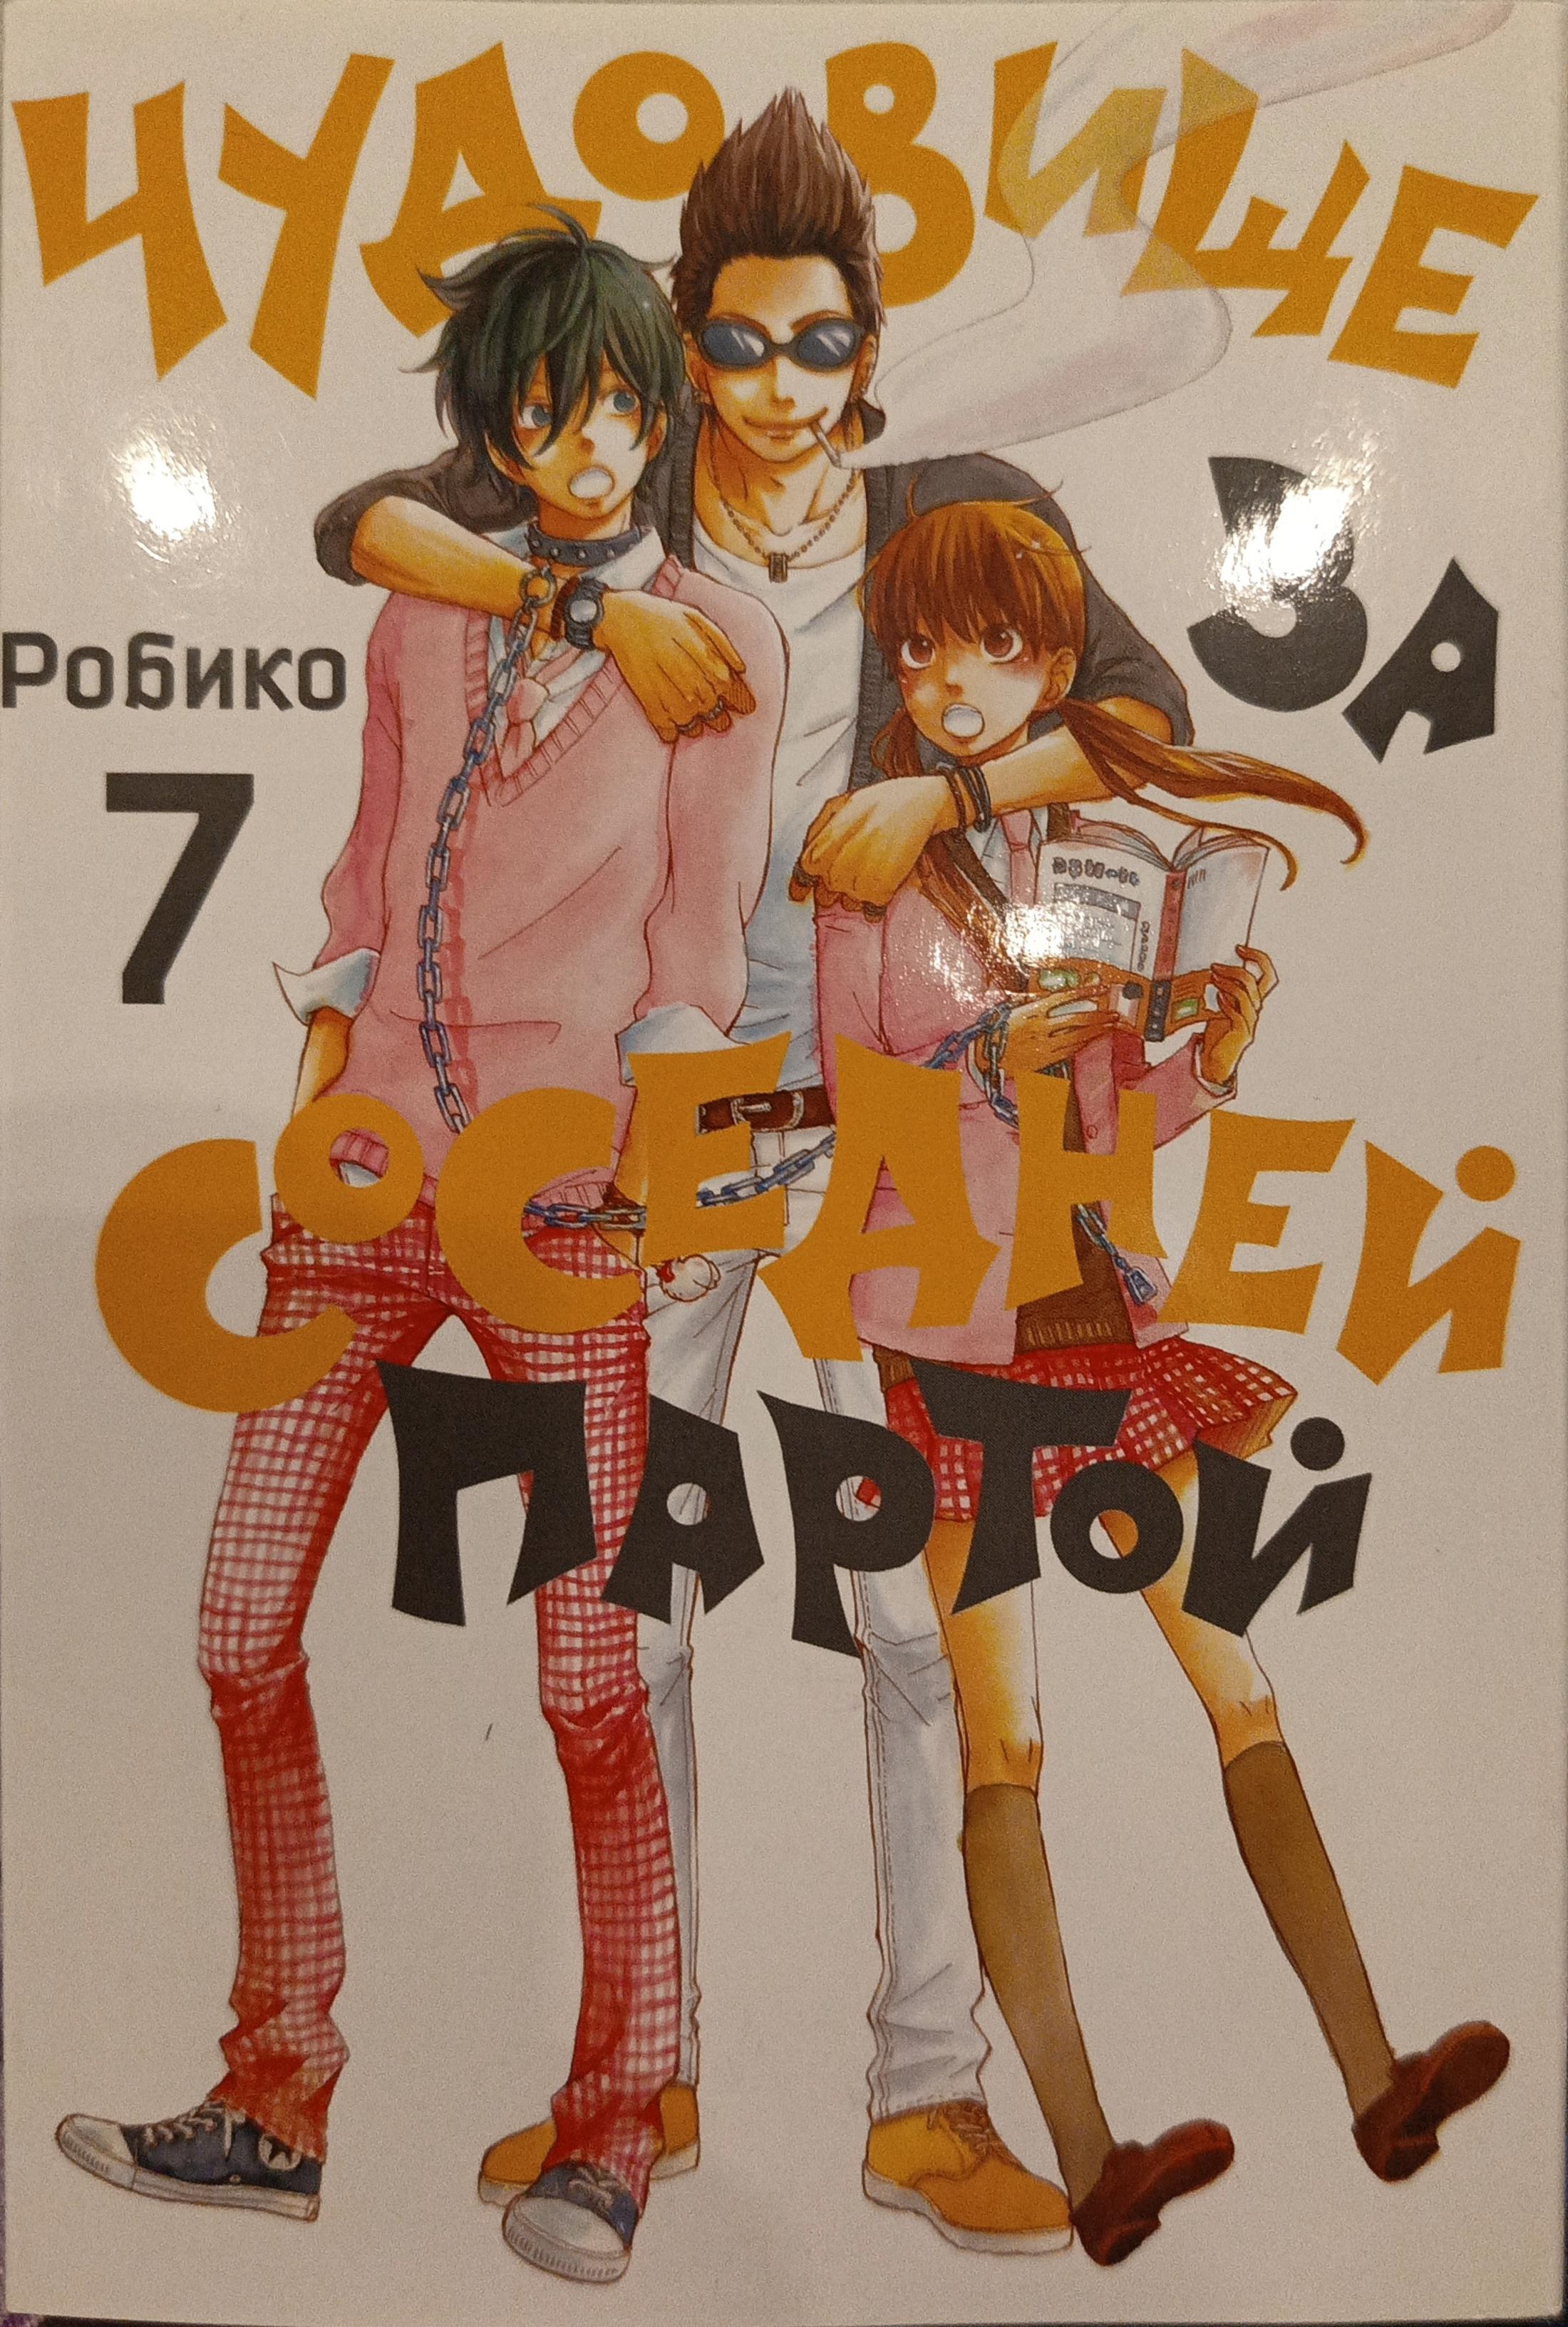 ЧУДОВИЩЕ
ЗА
Робико
7
СОСЕДНЕЙ
ПАРТОЙ